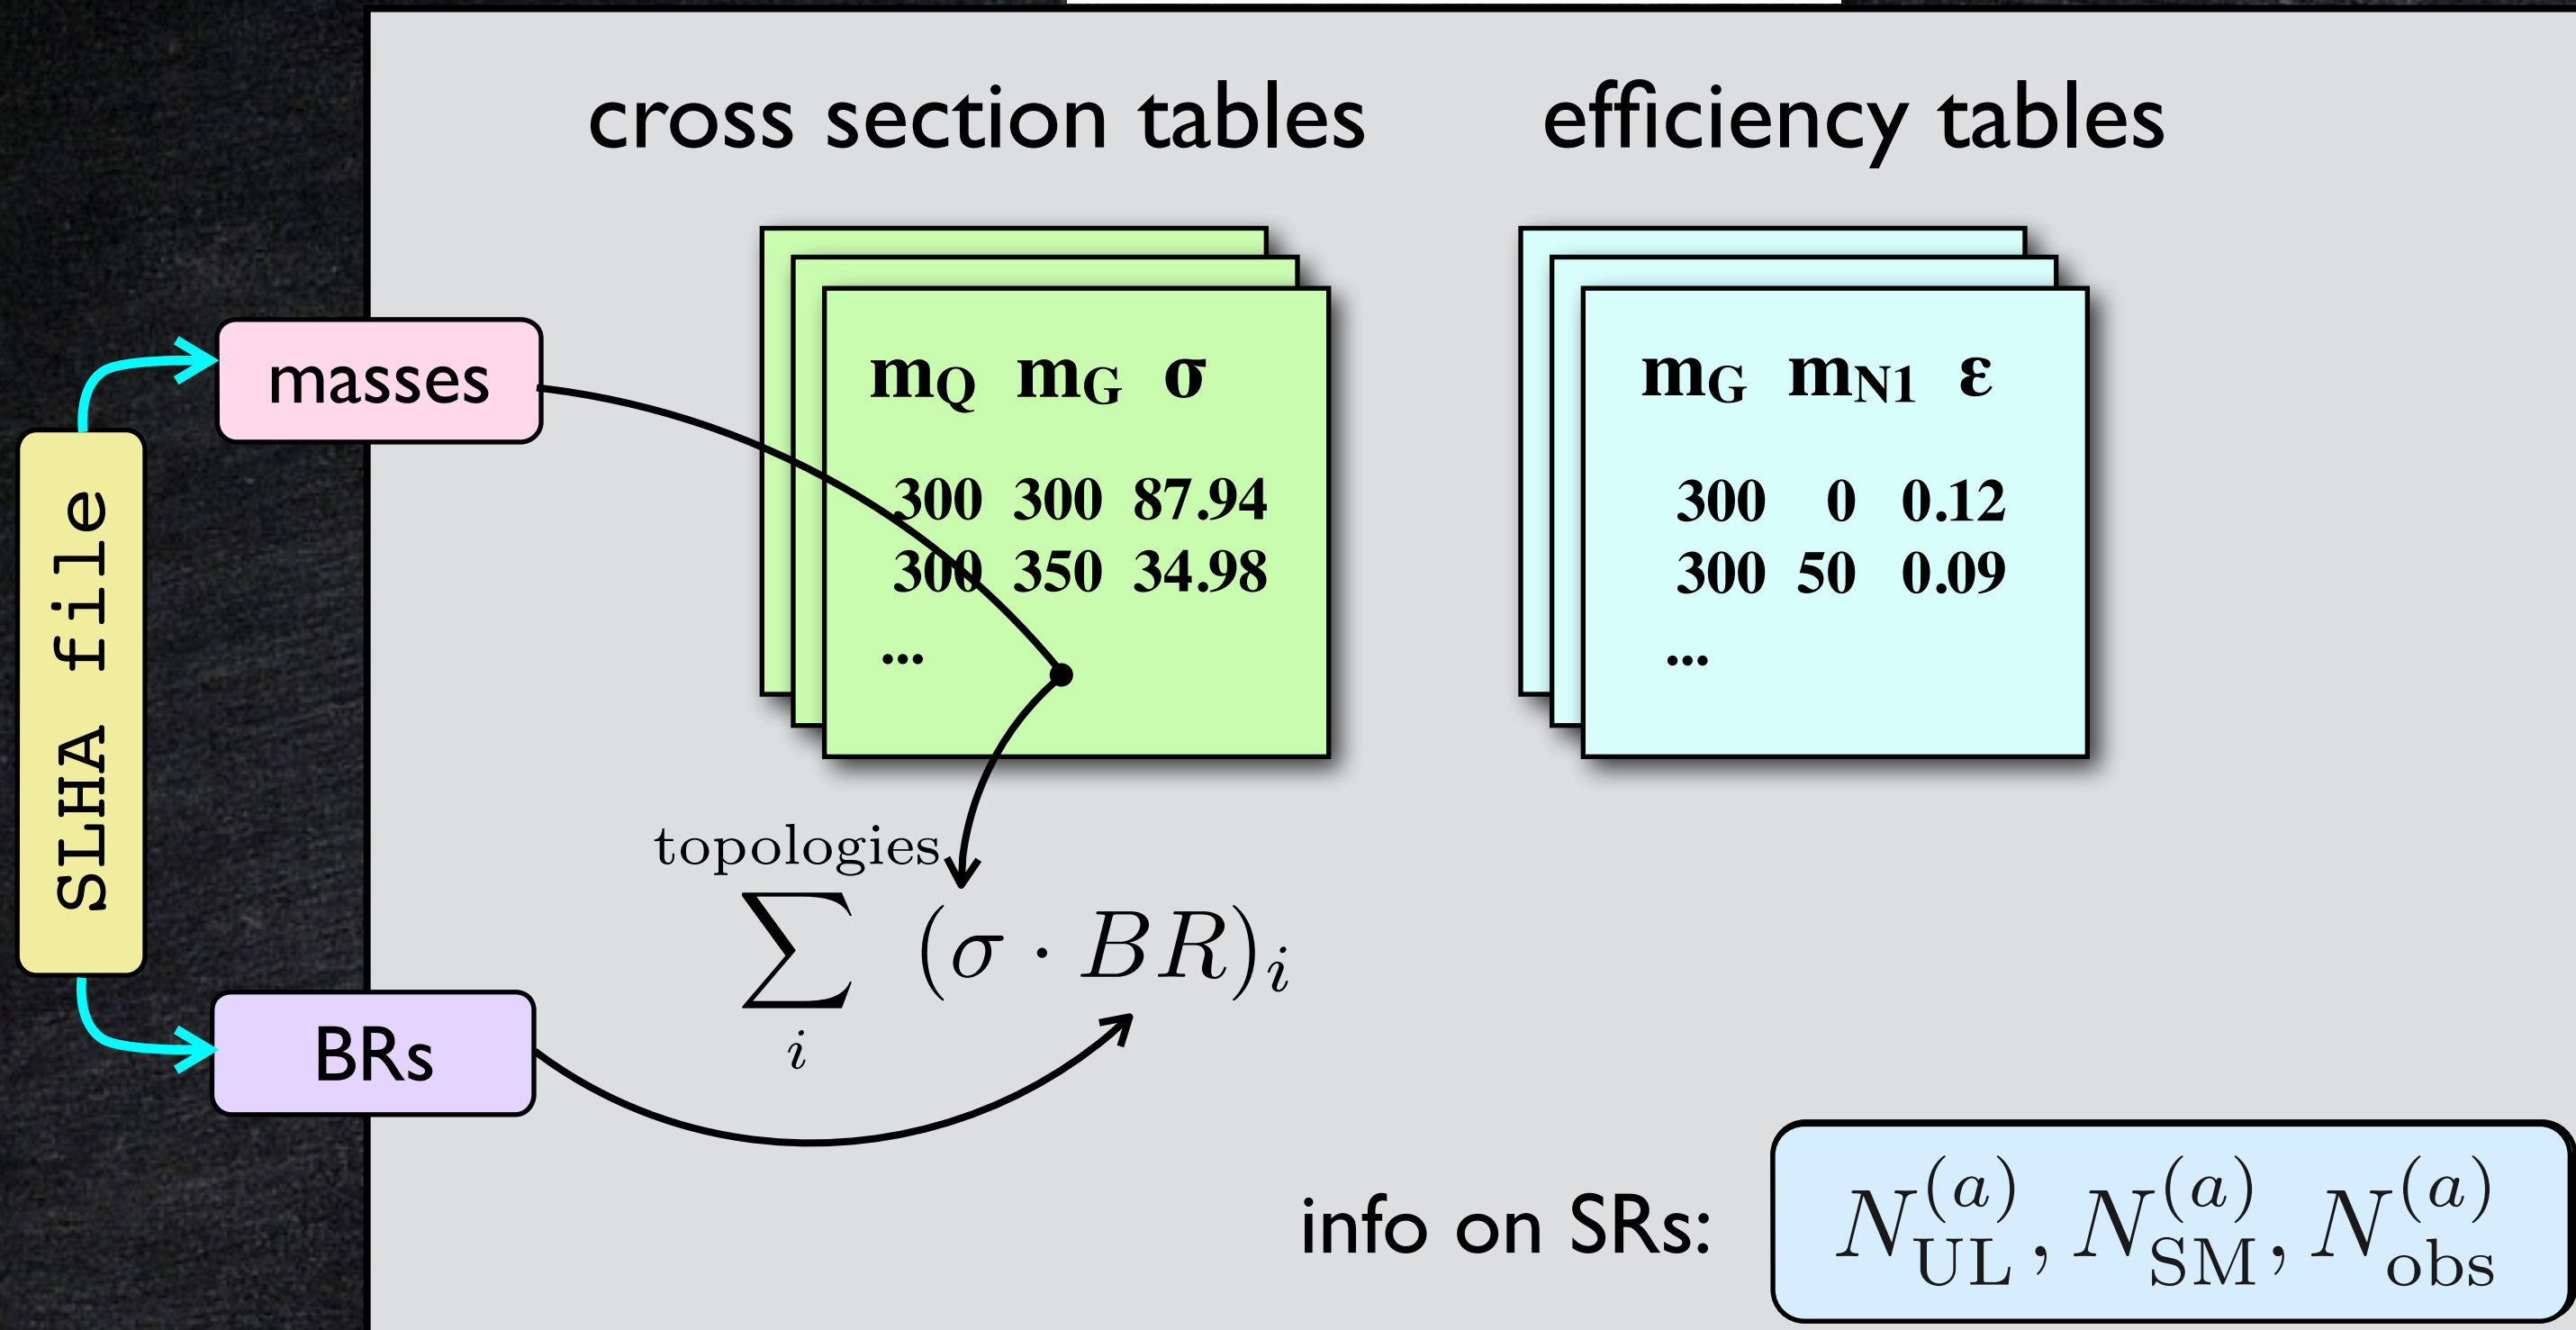 cross section tables
efficiency tables
mQ mG σ
300 300 87.94
300 350 34.98
...
mG mN1 ε
300 0 0.12
300 50 0.09
...
masses
SLHA file
BRs
topologies
∑ (σ · BR)i
i
info on SRs:
N(a)UL, N(a)SM, N(a)obs